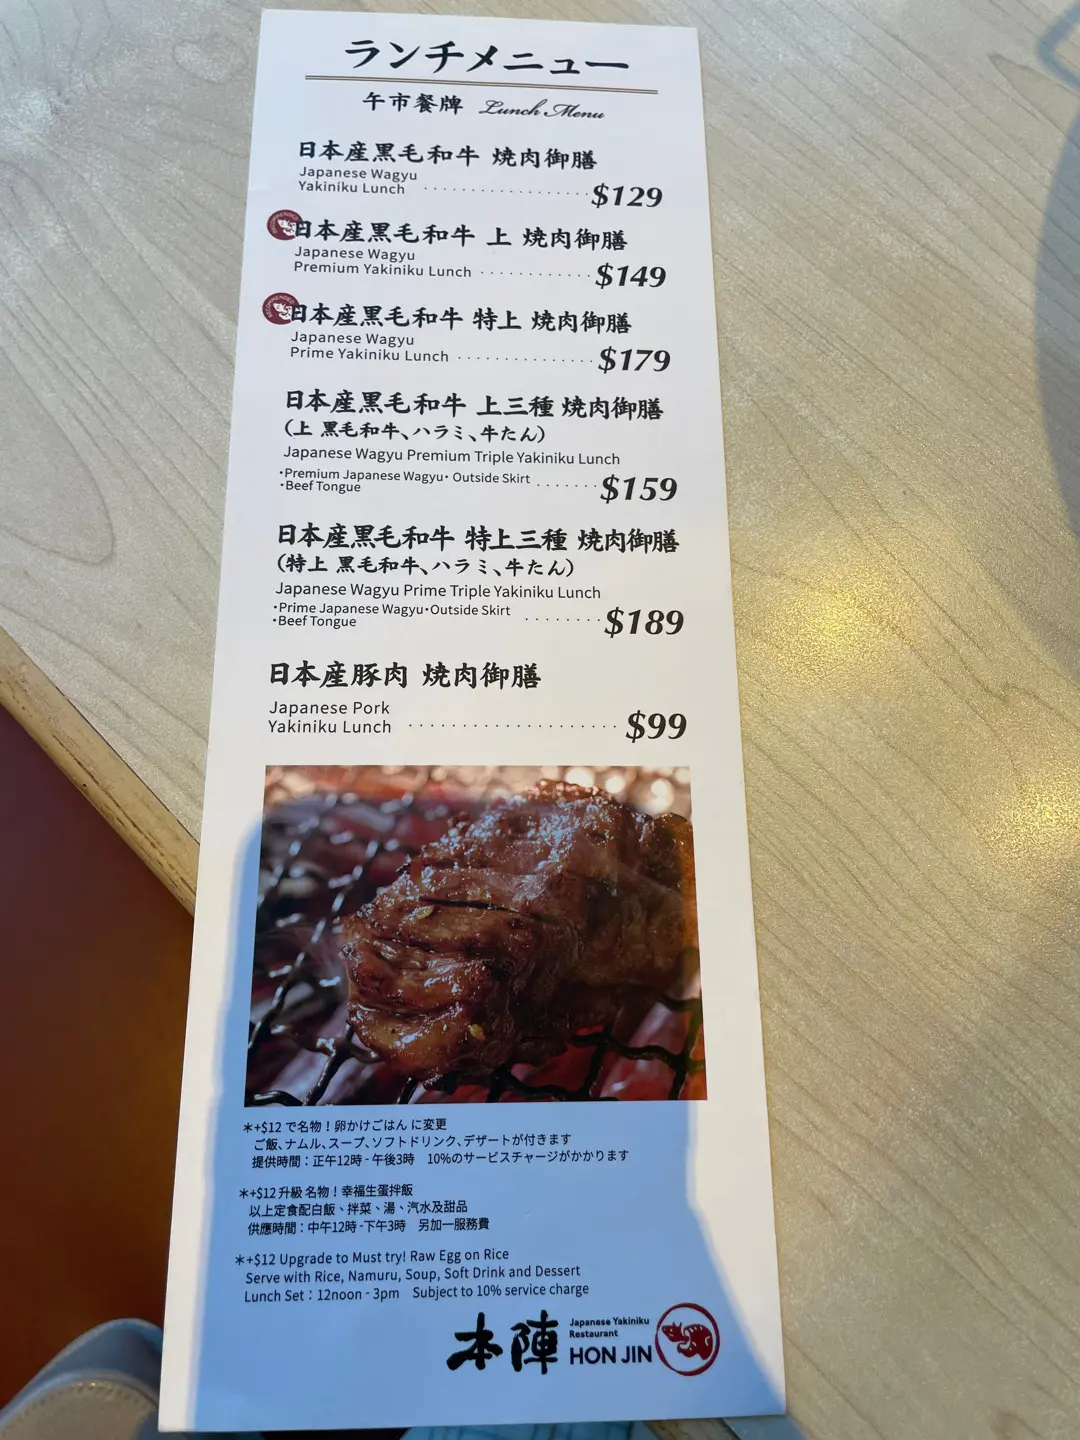 ランチメニュー
午市餐牌 Lunch Menu
日本産黒毛和牛 焼肉御膳
Japanese Wagyu
Yakiniku Lunch ················· $129
日本産黒毛和牛 上 焼肉御膳
Japanese Wagyu
Premium Yakiniku Lunch ············ $149
日本産黒毛和牛 特上 焼肉御膳
Japanese Wagyu
Prime Yakiniku Lunch ·············· $179
日本産黒毛和牛 上三種 焼肉御膳
(上 黒毛和牛、ハラミ、牛たん)
Japanese Wagyu Premium Triple Yakiniku Lunch
・Premium Japanese Wagyu・Outside Skirt
・Beef Tongue ······· $159
日本産黒毛和牛 特上三種 焼肉御膳
(特上 黒毛和牛、ハラミ、牛たん)
Japanese Wagyu Prime Triple Yakiniku Lunch
・Prime Japanese Wagyu・Outside Skirt
・Beef Tongue ········ $189
日本産豚肉 焼肉御膳
Japanese Pork
Yakiniku Lunch ···················· $99
＊+$12 で名物！卵かけごはん に変更
ご飯、ナムル、スープ、ソフトドリンク、デザートが付きます
提供時間：正午12時 - 午後3時 10%のサービスチャージがかかります
＊+$12 升級 名物！幸福生蛋拌飯
以上定食配白飯、拌菜、湯、汽水及甜品
供應時間：中午12時 -下午3時 另加一服務費
＊+$12 Upgrade to Must try! Raw Egg on Rice
Serve with Rice, Namuru, Soup, Soft Drink and Dessert
Lunch Set：12noon - 3pm Subject to 10% service charge
本陣
Japanese Yakiniku
Restaurant
HON JIN